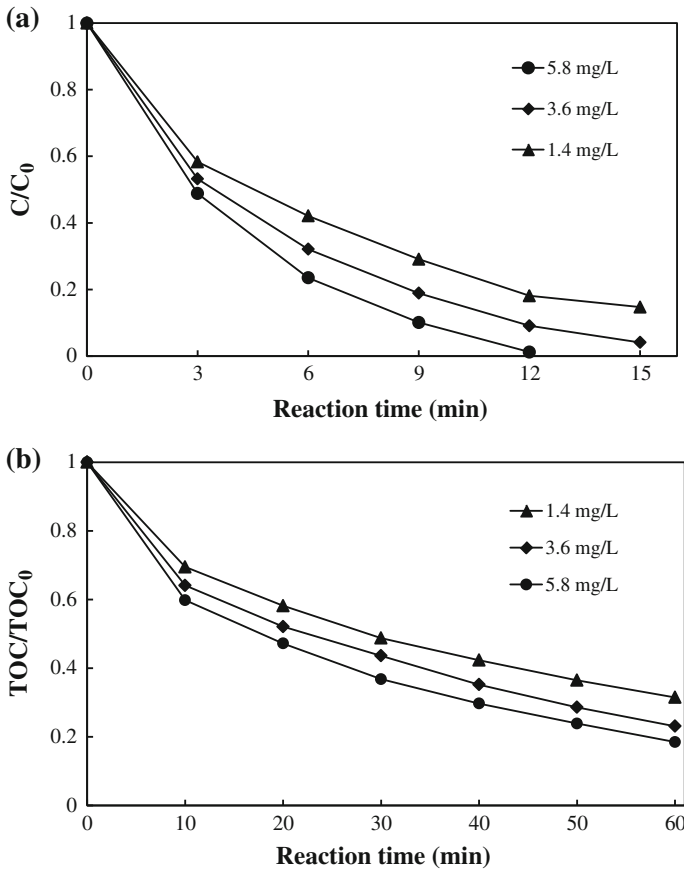 (a)
1
0.8
0.6
0.4
0.2
0
C/C0
0 3 6 9 12 15
Reaction time (min)
5.8 mg/L
3.6 mg/L
1.4 mg/L
(b)
1
0.8
0.6
0.4
0.2
0
TOC/TOC0
0 10 20 30 40 50 60
Reaction time (min)
1.4 mg/L
3.6 mg/L
5.8 mg/L